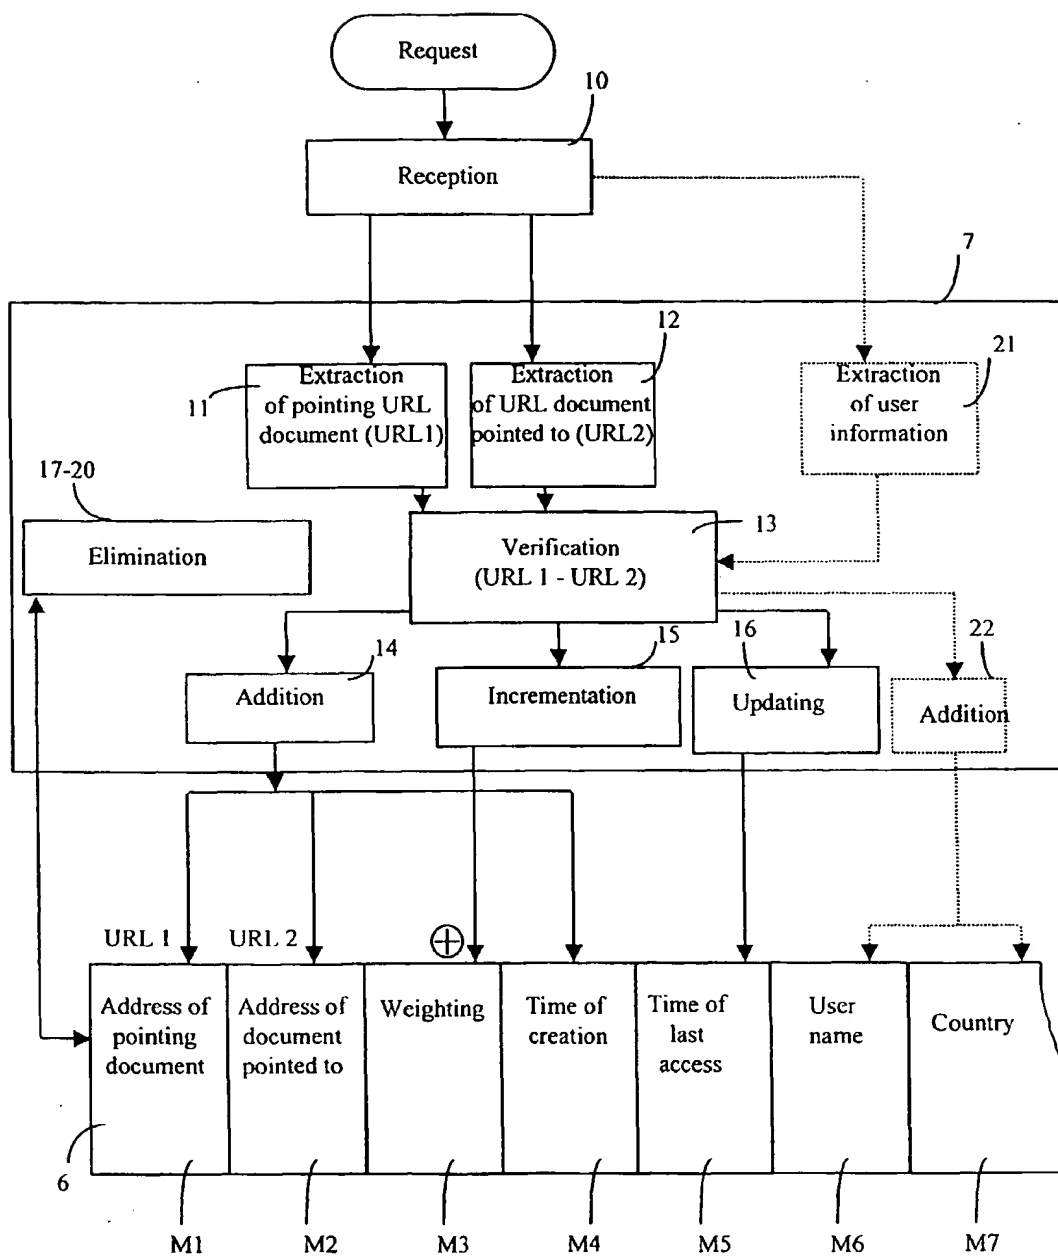 Request
10
Reception
7
12
11
Extraction
of pointing URL
document (URL1)
Extraction
of URL document
pointed to (URL2)
21
Extraction
of user
information
17-20
Elimination
13
Verification
(URL 1 - URL 2)
14
Addition
15
Incrementation
16
Updating
22
Addition
URL 1
URL 2
+
Address of
pointing
document
Address of
document
pointed to
Weighting
Time of
creation
Time of
last
access
User
name
Country
6
M1
M2
M3
M4
M5
M6
M7